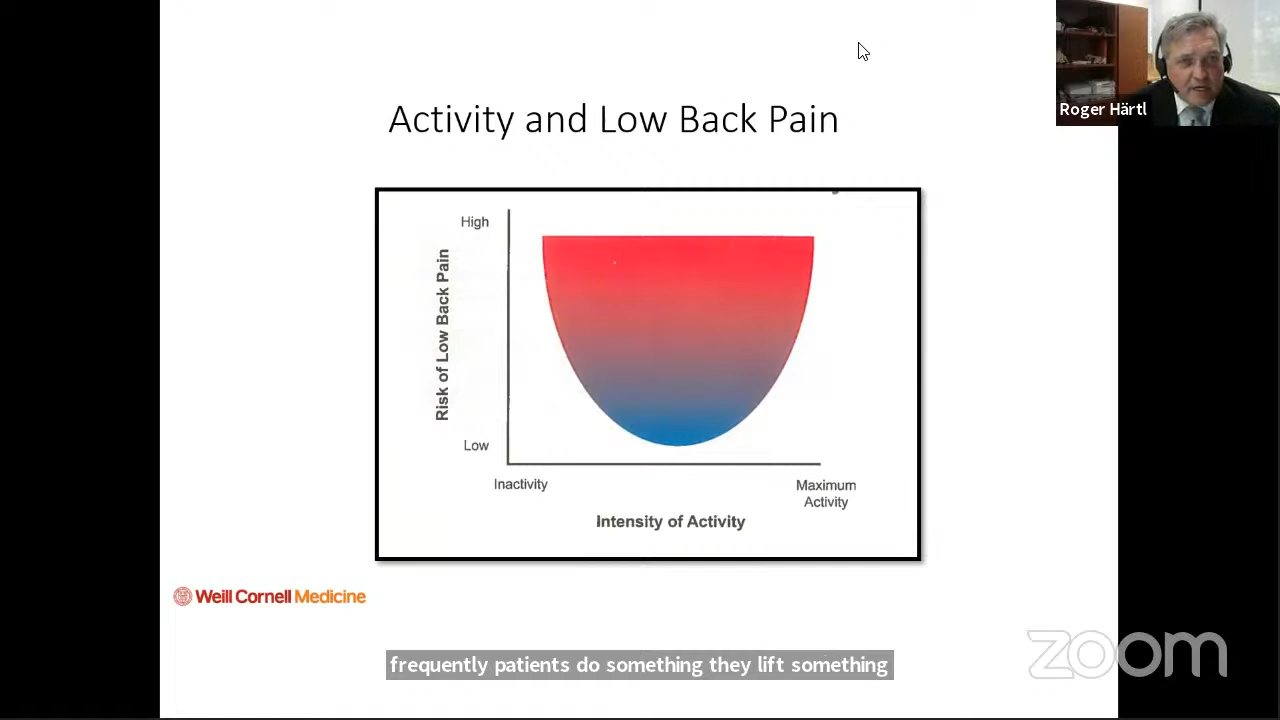 Roger Härtl
Activity and Low Back Pain
High
Risk of Low Back Pain
Low
Inactivity
Maximum
Activity
Intensity of Activity
Weill Cornell Medicine
frequently patients do something they lift something
zoom